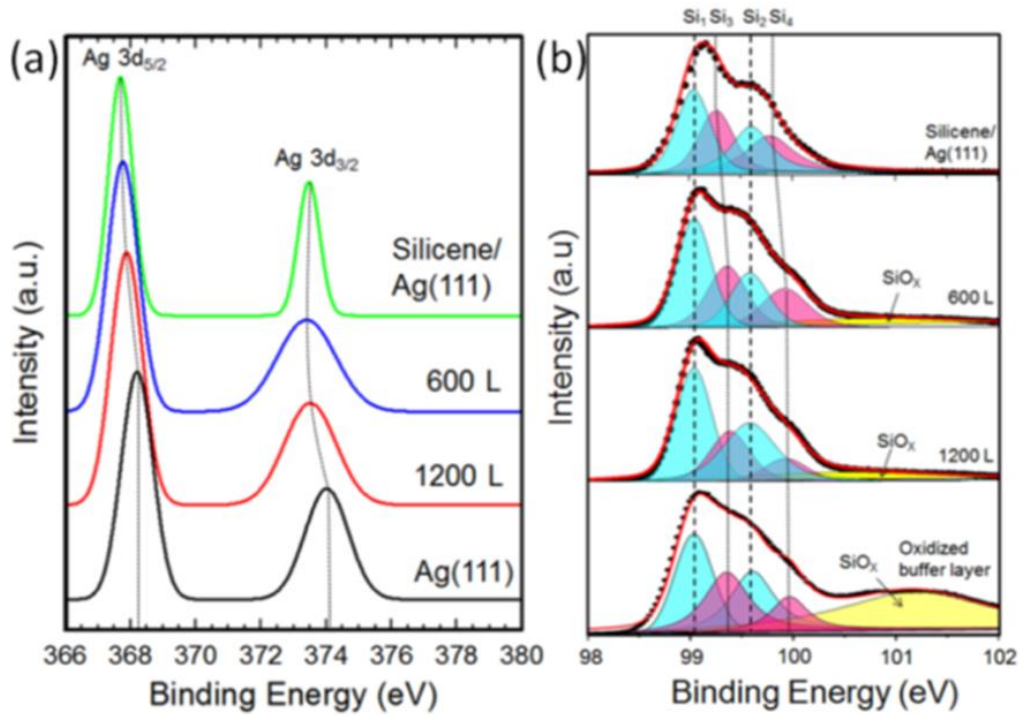 (a)
Ag 3d5/2
Ag 3d3/2
Silicene/
Ag(111)
600 L
1200 L
Ag(111)
Intensity (a.u.)
366 368 370 372 374 376 378 380
Binding Energy (eV)
(b)
Si1 Si3 Si2 Si4
Silicene/
Ag(111)
SiOX
600 L
SiOX
1200 L
SiOX
Oxidized
buffer layer
Intensity (a.u)
98 99 100 101 102
Binding Energy (eV)